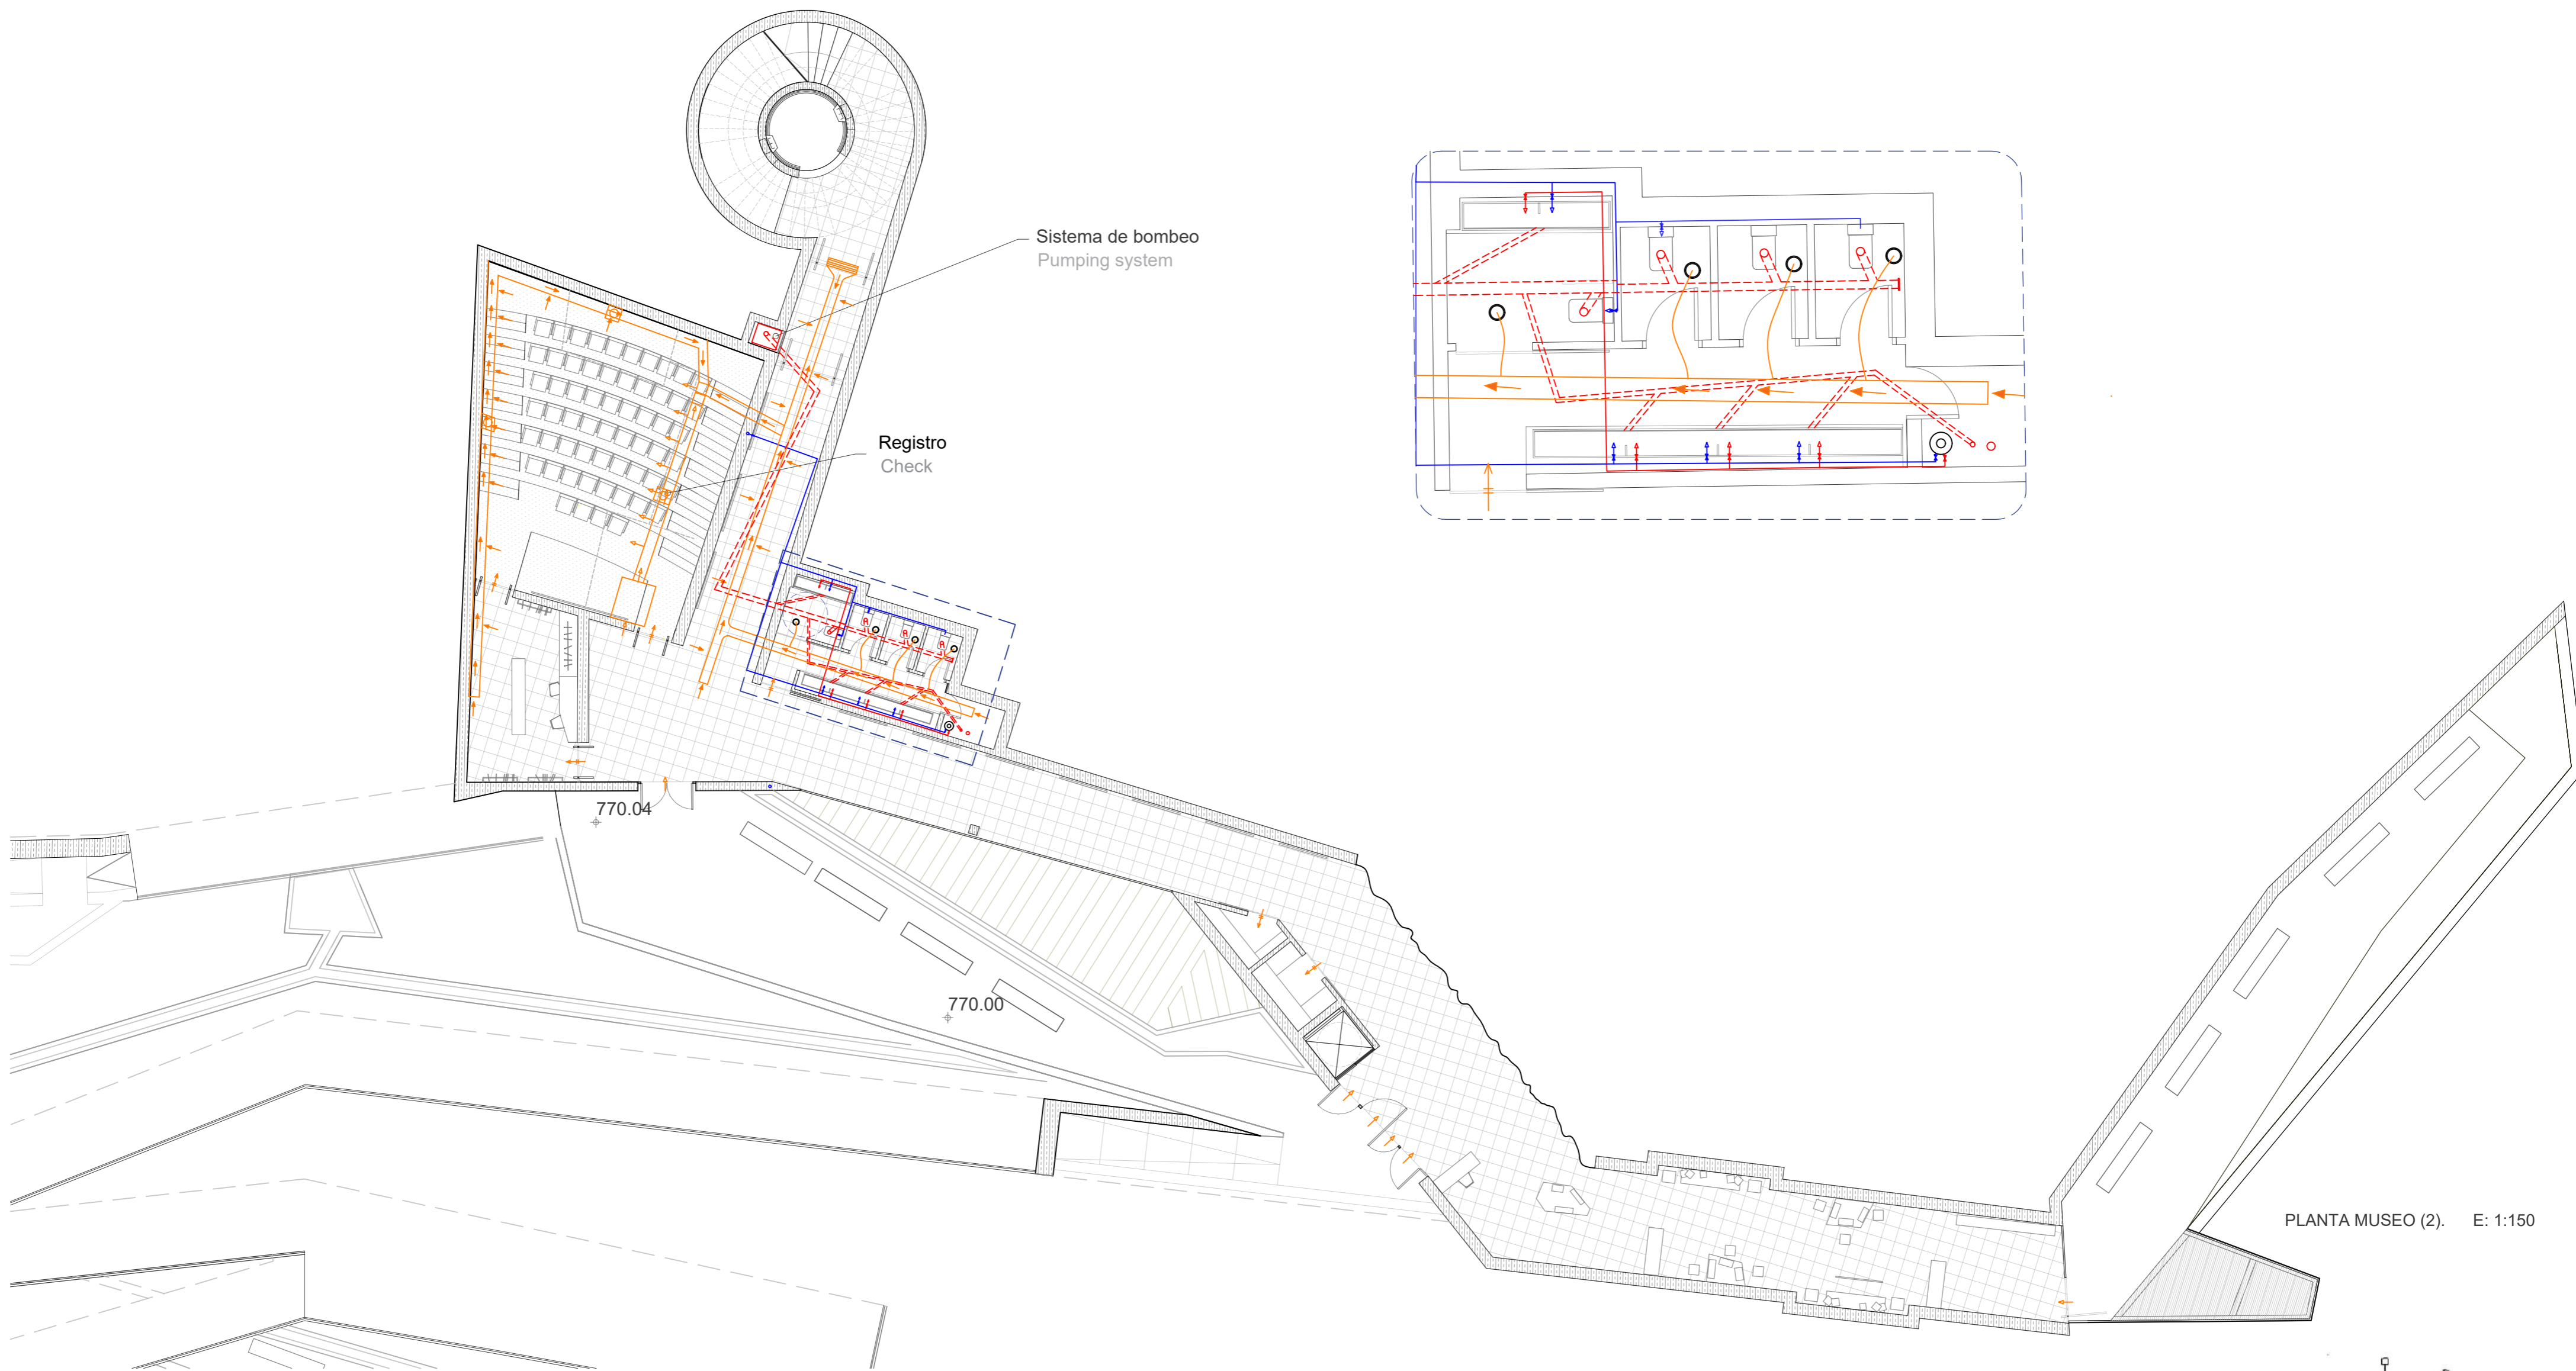 Sistema de bombeo
Pumping system
Registro
Check
770.04
770.00
PLANTA MUSEO (2). E: 1:150